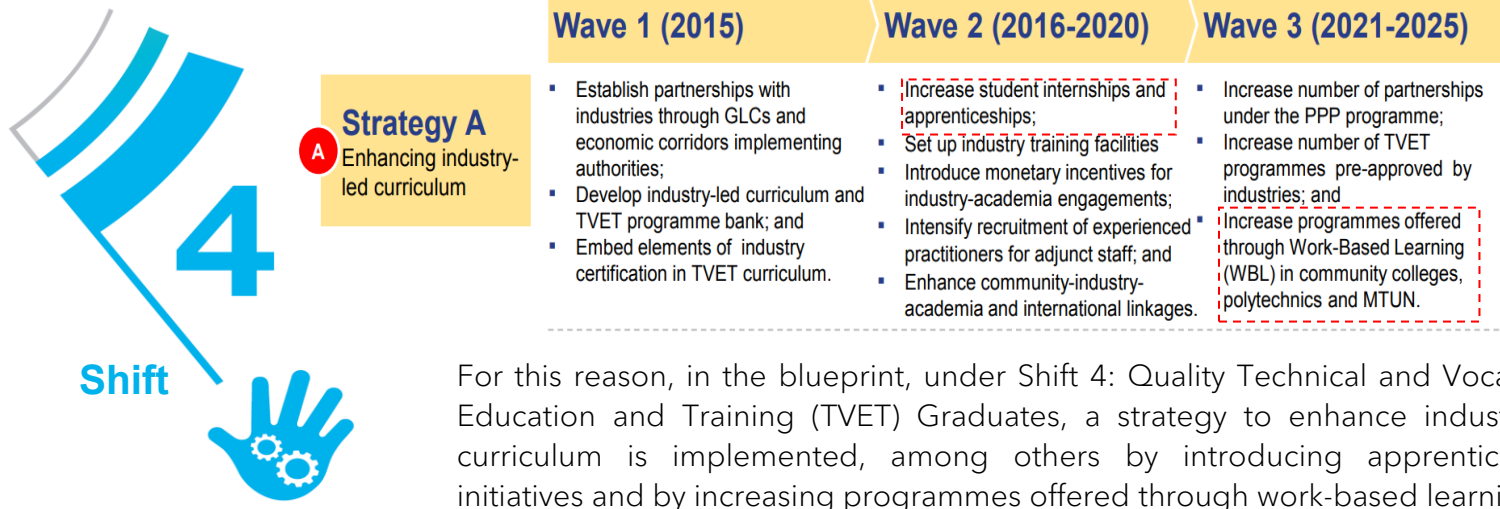 4
Shift
A
Strategy A
Enhancing industry-
led curriculum
Wave 1 (2015)
▪ Establish partnerships with
industries through GLCs and
economic corridors implementing
authorities;
▪ Develop industry-led curriculum and
TVET programme bank; and
▪ Embed elements of industry
certification in TVET curriculum.
Wave 2 (2016-2020)
▪ Increase student internships and
apprenticeships;
▪ Set up industry training facilities
▪ Introduce monetary incentives for
industry-academia engagements;
▪ Intensify recruitment of experienced
practitioners for adjunct staff; and
▪ Enhance community-industry-
academia and international linkages.
Wave 3 (2021-2025)
▪ Increase number of partnerships
under the PPP programme;
▪ Increase number of TVET
programmes pre-approved by
industries; and
▪ Increase programmes offered
through Work-Based Learning
(WBL) in community colleges,
polytechnics and MTUN.
For this reason, in the blueprint, under Shift 4: Quality Technical and
Education and Training (TVET) Graduates, a strategy to enhance
curriculum is implemented, among others by introducing
initiatives and by increasing programmes offered through work-based